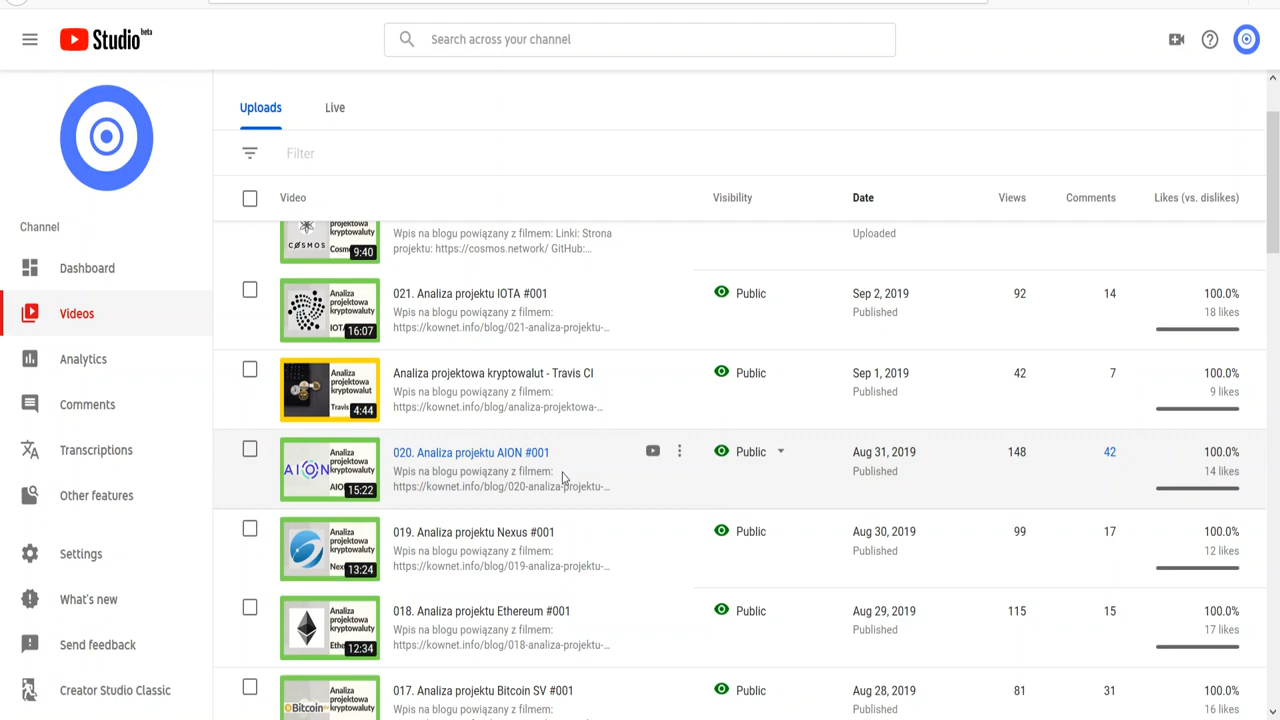 Studio beta
Search across your channel
Uploads
Live
Filter
Video
Visibility
Date
Views
Comments
Likes (vs. dislikes)
Channel
Dashboard
Videos
Analytics
Comments
Transcriptions
Other features
Settings
What's new
Send feedback
Creator Studio Classic
COSMOS
9:40
Wpis na blogu powiązany z filmem: Linki: Strona
projektu: https://cosmos.network/ GitHub:...
Uploaded
Analiza
projektowa
kryptowaluty
16:07
021. Analiza projektu IOTA #001
Wpis na blogu powiązany z filmem:
https://kownet.info/blog/021-analiza-projektu-...
Public
Sep 2, 2019
Published
92
14
100.0%
18 likes
Analiza
projektowa
kryptowalut
Travis
4:44
Analiza projektowa kryptowalut - Travis CI
Wpis na blogu powiązany z filmem:
https://kownet.info/blog/analiza-projektowa-...
Public
Sep 1, 2019
Published
42
7
100.0%
9 likes
AION
Analiza
projektowa
kryptowaluty
15:22
020. Analiza projektu AION #001
Wpis na blogu powiązany z filmem:
https://kownet.info/blog/020-analiza-projektu-...
Public
Aug 31, 2019
Published
148
42
100.0%
14 likes
Analiza
projektowa
kryptowaluty
13:24
019. Analiza projektu Nexus #001
Wpis na blogu powiązany z filmem:
https://kownet.info/blog/019-analiza-projektu-...
Public
Aug 30, 2019
Published
99
17
100.0%
12 likes
Analiza
projektowa
kryptowaluty
12:34
018. Analiza projektu Ethereum #001
Wpis na blogu powiązany z filmem:
https://kownet.info/blog/018-analiza-projektu-...
Public
Aug 29, 2019
Published
115
15
100.0%
17 likes
Analiza
projektowa
kryptowaluty
Bitcoin
017. Analiza projektu Bitcoin SV #001
Wpis na blogu powiązany z filmem:
Public
Aug 28, 2019
Published
81
31
100.0%
16 likes